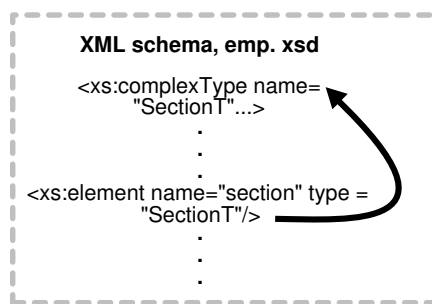 XML schema, emp. xsd
<xs:complexType name=
"SectionT"...>
.
.
.
<xs:element name="section" type =
"SectionT"/>
.
.
.